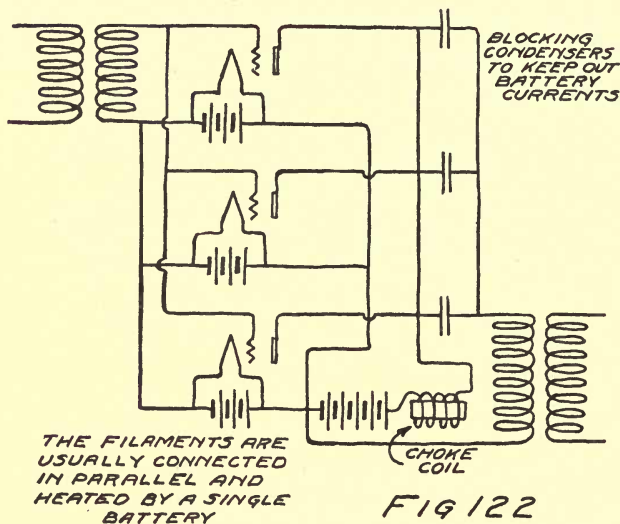 BLOCKING
CONDENSERS
TO KEEP OUT
BATTERY
CURRENTS
CHOKE
COIL
THE FILAMENTS ARE
USUALLY CONNECTED
IN PARALLEL AND
HEATED BY A SINGLE
BATTERY
FIG 122